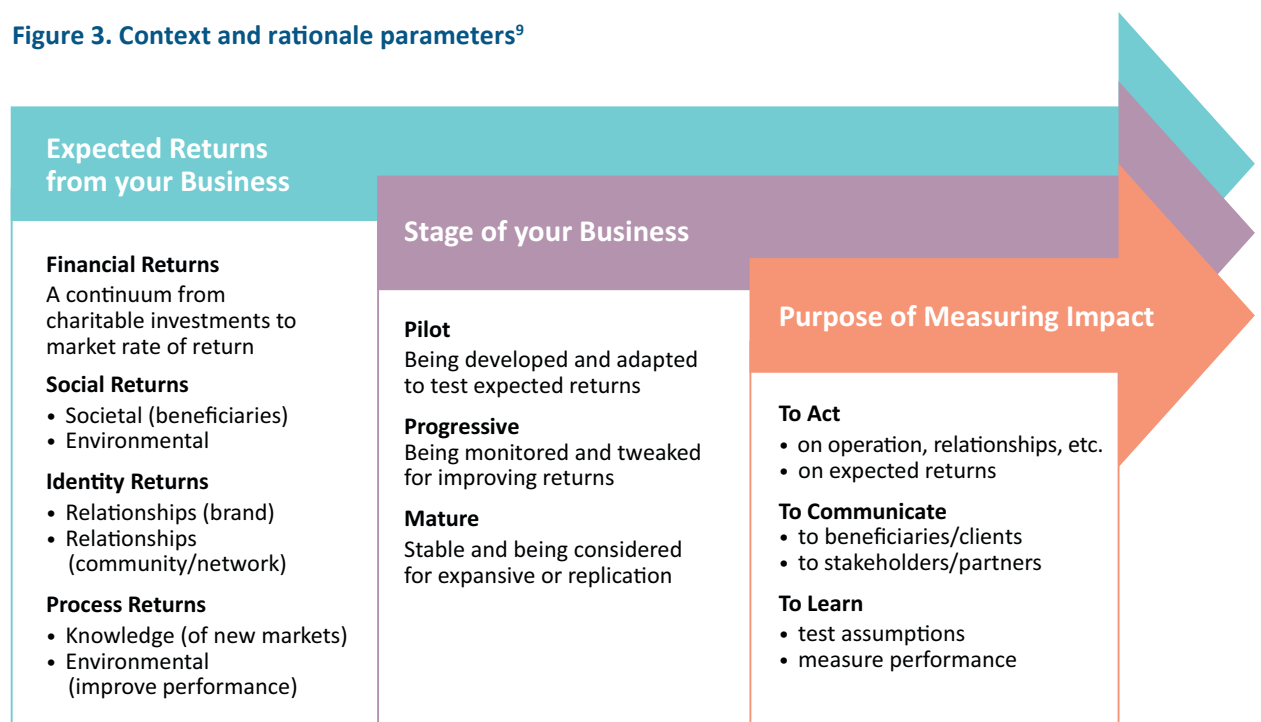 Figure 3. Context and rationale parameters⁹
Expected Returns
from your Business
Financial Returns
A continuum from
charitable investments to
market rate of return
Social Returns
• Societal (beneficiaries)
• Environmental
Identity Returns
• Relationships (brand)
• Relationships
(community/network)
Process Returns
• Knowledge (of new markets)
• Environmental
(improve performance)
Stage of your Business
Pilot
Being developed and adapted
to test expected returns
Progressive
Being monitored and tweaked
for improving returns
Mature
Stable and being considered
for expansive or replication
Purpose of Measuring Impact
To Act
• on operation, relationships, etc.
• on expected returns
To Communicate
• to beneficiaries/clients
• to stakeholders/partners
To Learn
• test assumptions
• measure performance